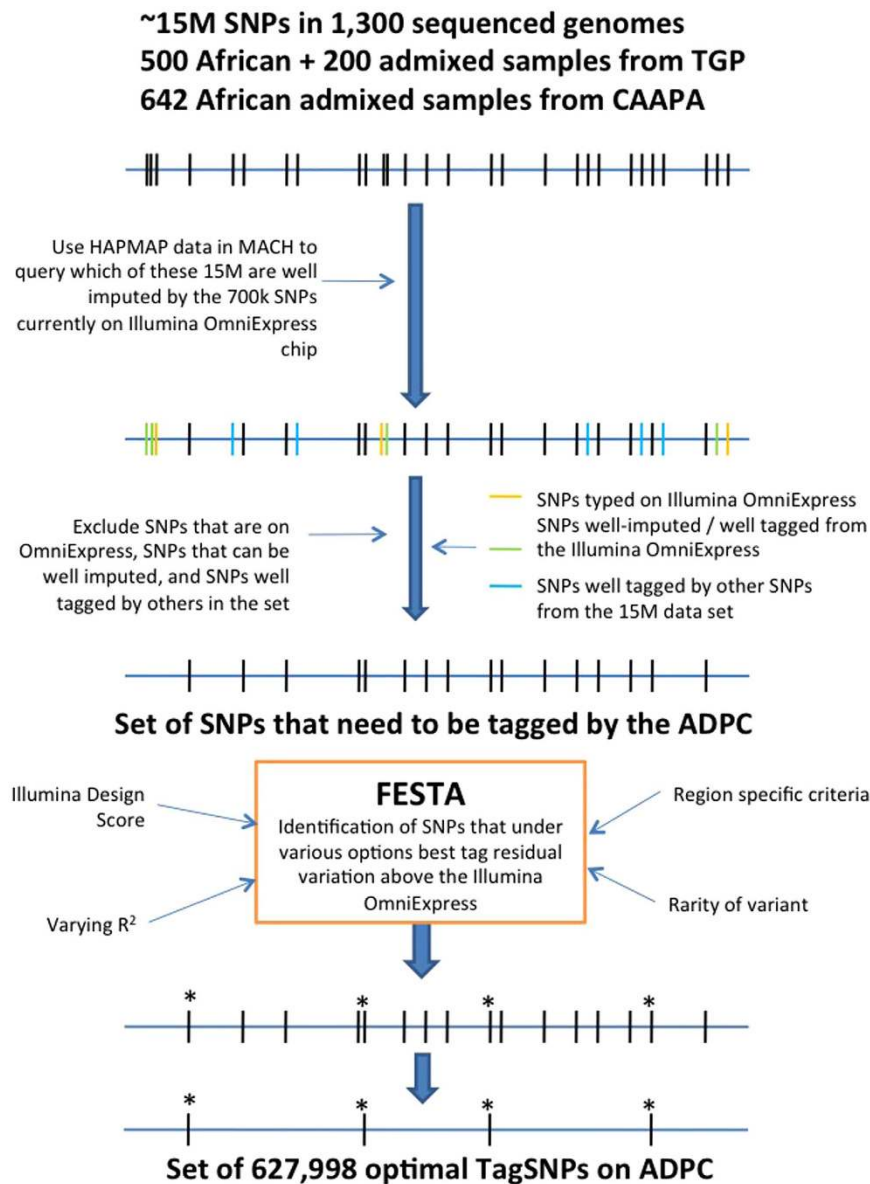 ~15M SNPs in 1,300 sequenced genomes
500 African + 200 admixed samples from TGP
642 African admixed samples from CAAPA
Use HAPMAP data in MACH to
query which of these 15M are well
imputed by the 700k SNPs
currently on Illumina OmniExpress
chip
Exclude SNPs that are on
OmniExpress, SNPs that can be
well imputed, and SNPs well
tagged by others in the set
SNPs typed on Illumina OmniExpress
SNPs well-imputed / well tagged from
the Illumina OmniExpress
SNPs well tagged by other SNPs
from the 15M data set
Set of SNPs that need to be tagged by the ADPC
Illumina Design
Score
Varying R²
FESTA
Identification of SNPs that under
various options best tag residual
variation above the Illumina
OmniExpress
Region specific criteria
Rarity of variant
* * * *
* * * *
Set of 627,998 optimal TagSNPs on ADPC